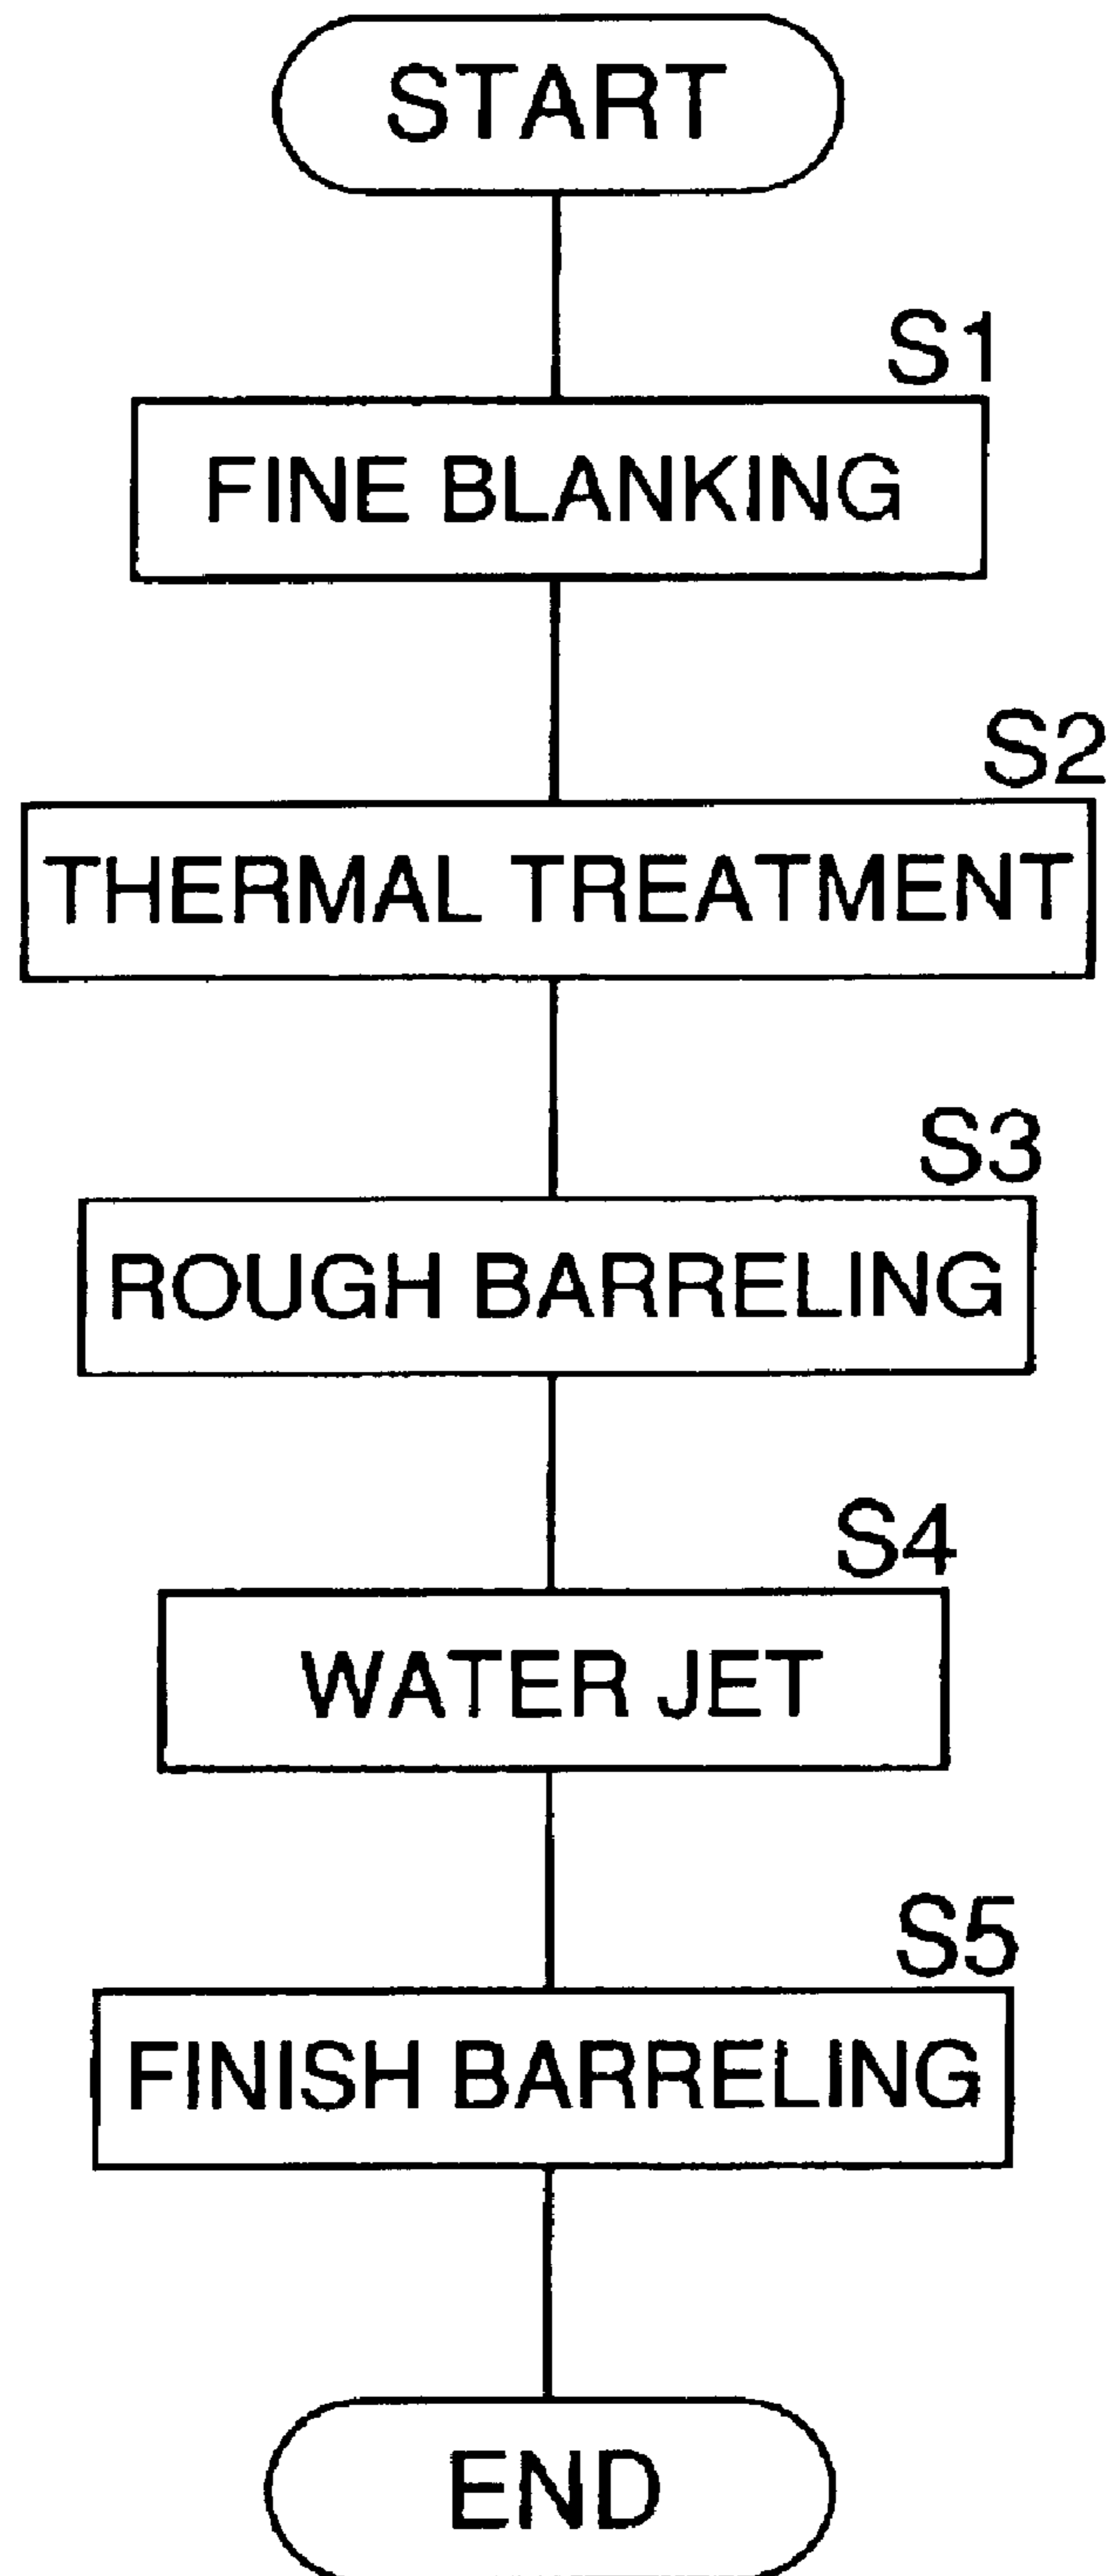 START
S1
FINE BLANKING
S2
THERMAL TREATMENT
S3
ROUGH BARRELING
S4
WATER JET
S5
FINISH BARRELING
END